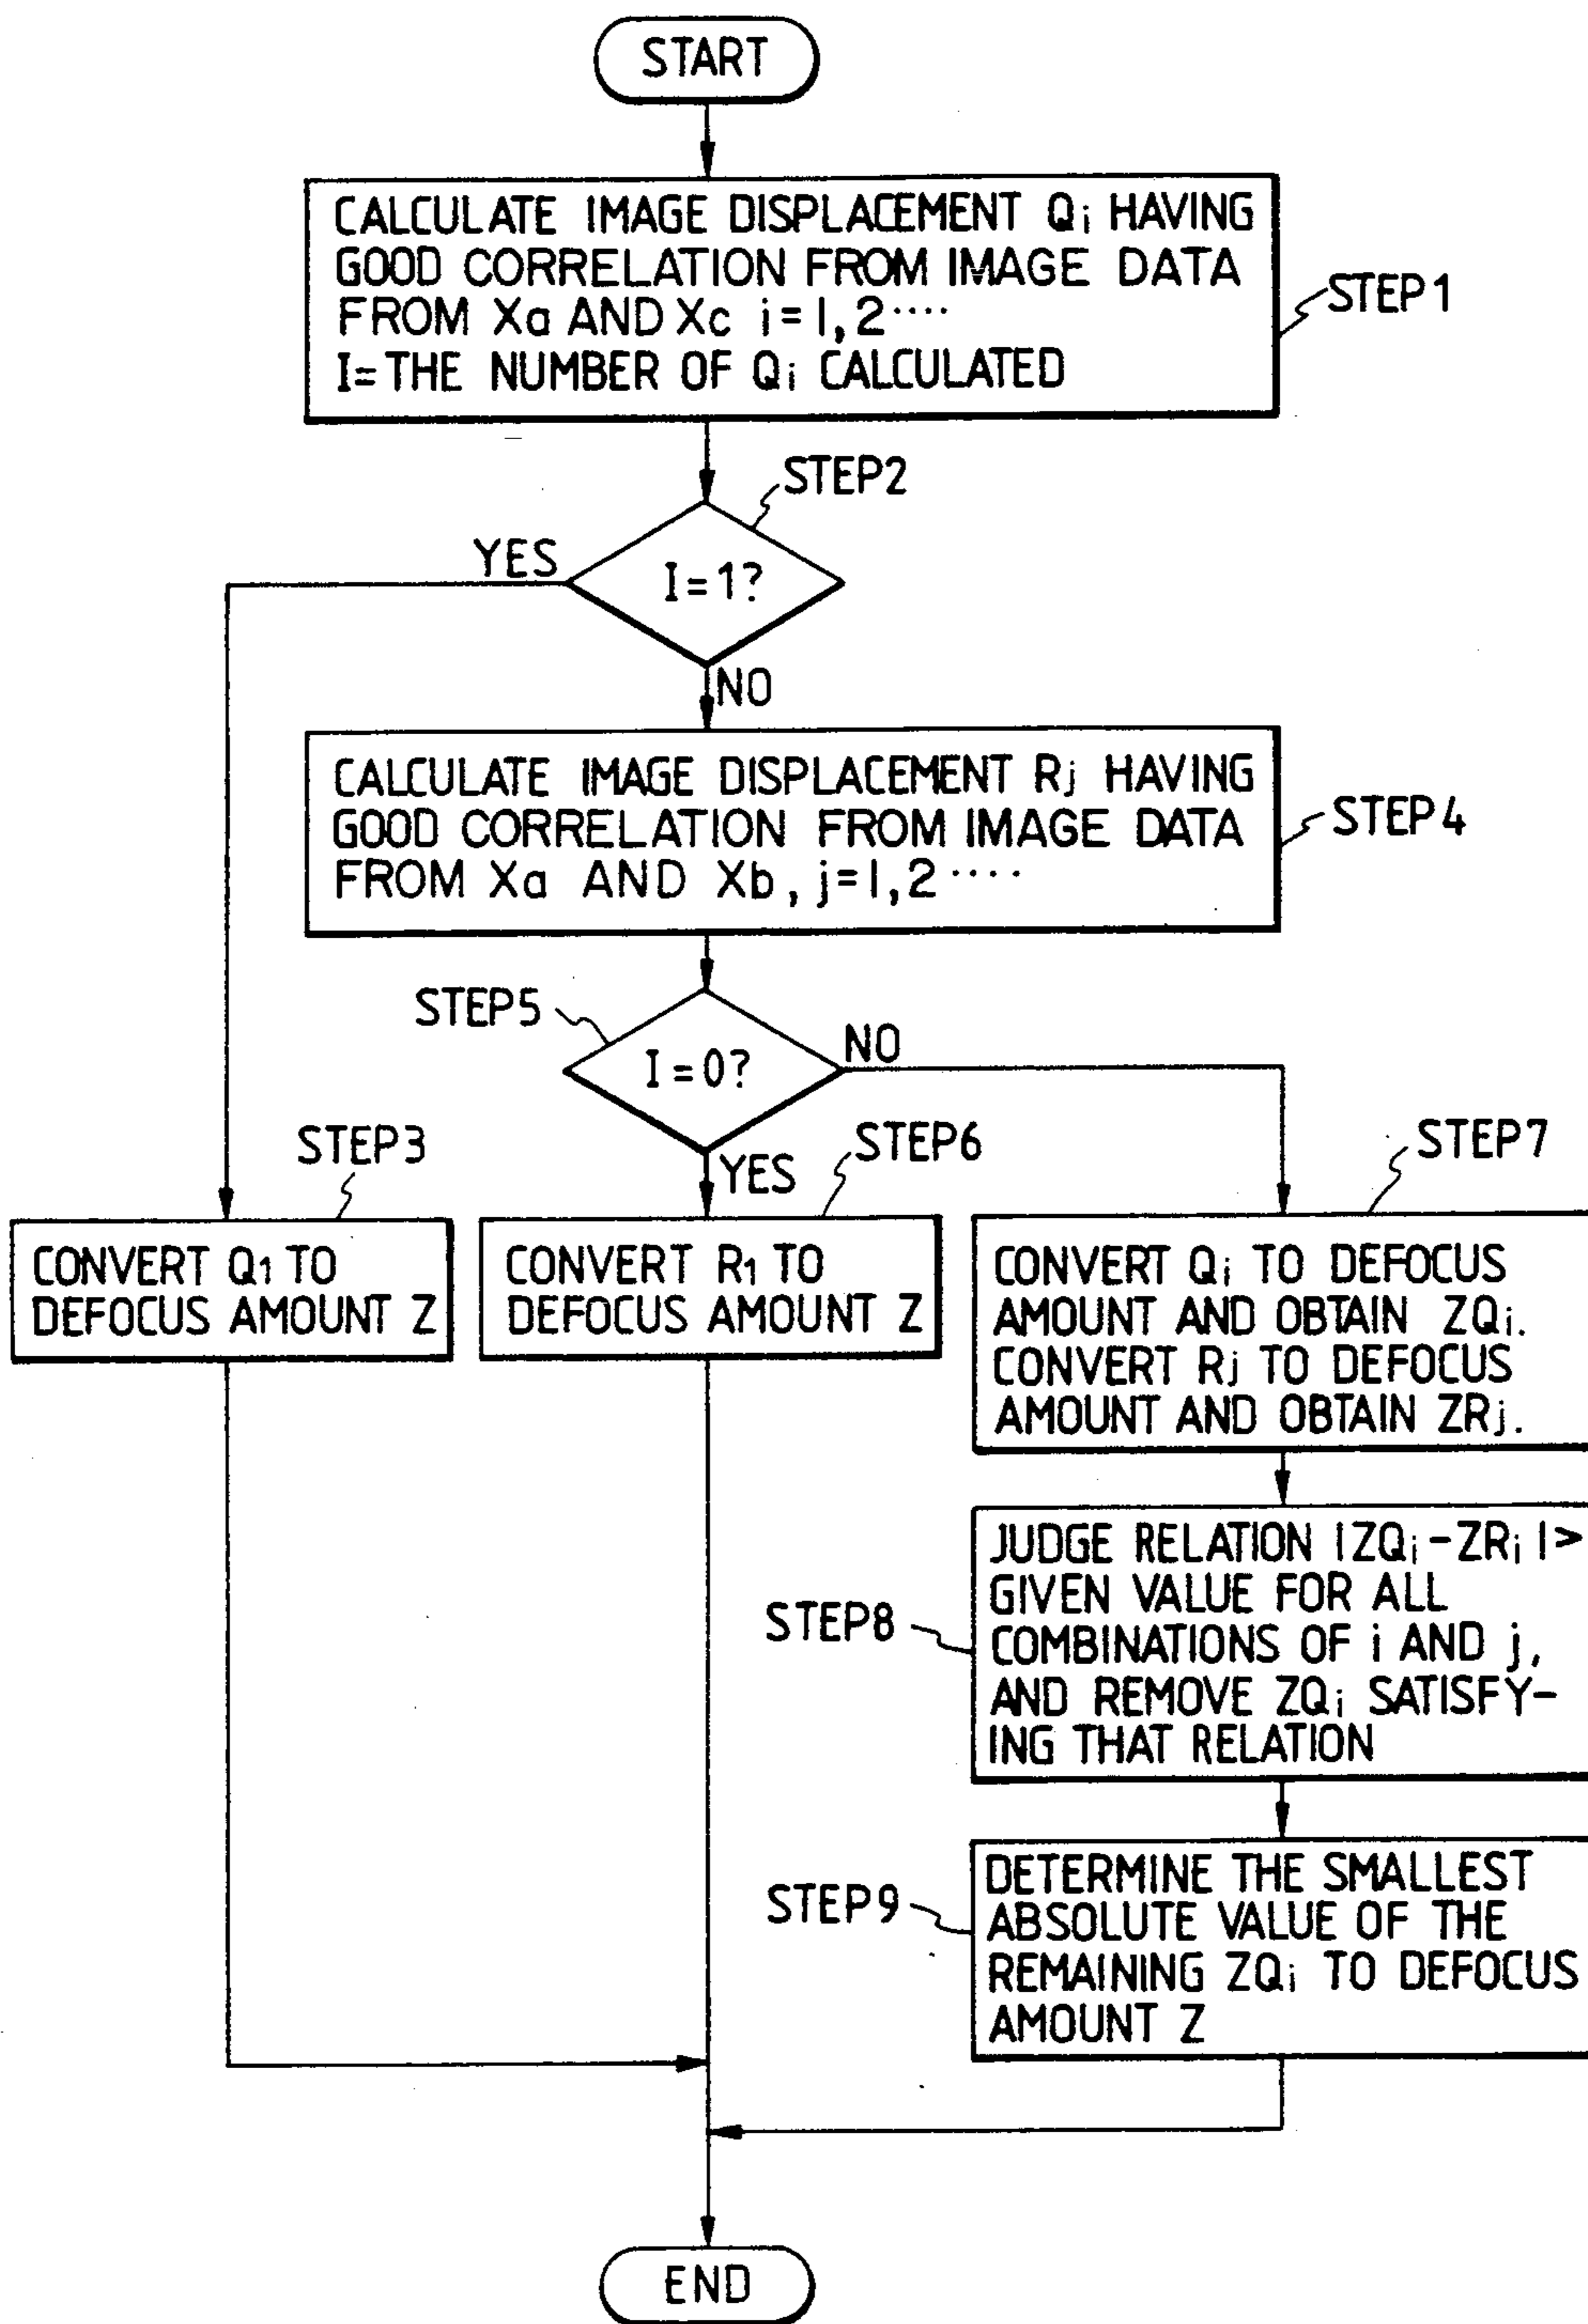 START
CALCULATE IMAGE DISPLACEMENT Qi HAVING
GOOD CORRELATION FROM IMAGE DATA
FROM Xa AND Xc i=1,2····
I=THE NUMBER OF Qi CALCULATED
STEP1
STEP2
YES
I=1?
NO
CALCULATE IMAGE DISPLACEMENT Rj HAVING
GOOD CORRELATION FROM IMAGE DATA
FROM Xa AND Xb, j=1,2····
STEP4
STEP5
NO
I=0?
YES
STEP3
CONVERT Q1 TO
DEFOCUS AMOUNT Z
STEP6
CONVERT R1 TO
DEFOCUS AMOUNT Z
STEP7
CONVERT Qi TO DEFOCUS
AMOUNT AND OBTAIN ZQi.
CONVERT Rj TO DEFOCUS
AMOUNT AND OBTAIN ZRj.
STEP8
JUDGE RELATION |ZQi-ZRi|>
GIVEN VALUE FOR ALL
COMBINATIONS OF i AND j,
AND REMOVE ZQi SATISFY-
ING THAT RELATION
STEP9
DETERMINE THE SMALLEST
ABSOLUTE VALUE OF THE
REMAINING ZQi TO DEFOCUS
AMOUNT Z
END